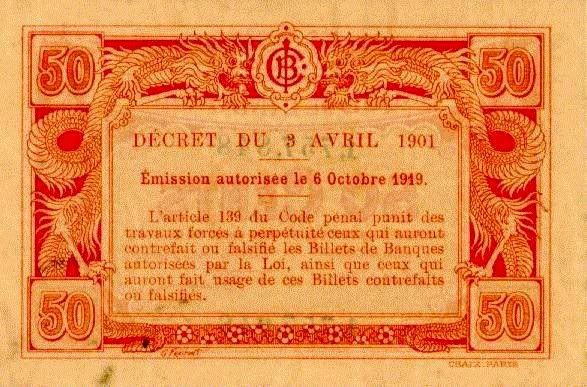 50 50
DÉCRET DU 3 AVRIL 1901
Émission autorisée le 6 Octobre 1919.
L'article 139 du Code penal punit des
travaux forcés à perpétuité ceux qui auront
contrefait ou falsifié les Billets de Banques
autorisées par la Loi, ainsi que ceux qui
auront fait usage de ces Billets contrefaits
ou falsifiés.
50 50
CHAIX.PARIS